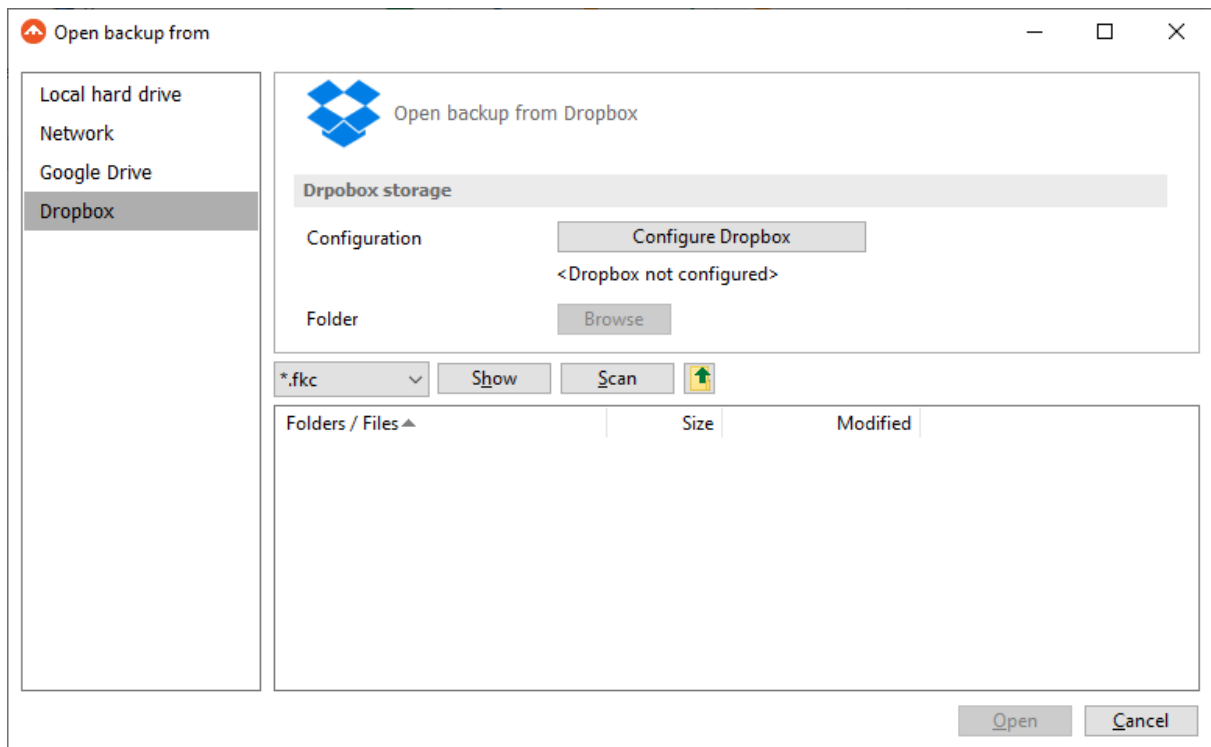 Open backup from
Local hard drive
Network
Google Drive
Dropbox
Open backup from Dropbox
Drpobox storage
Configuration
Configure Dropbox
<Dropbox not configured>
Folder
Browse
*.fkc
Show
Scan
Folders / Files
Size
Modified
Open
Cancel